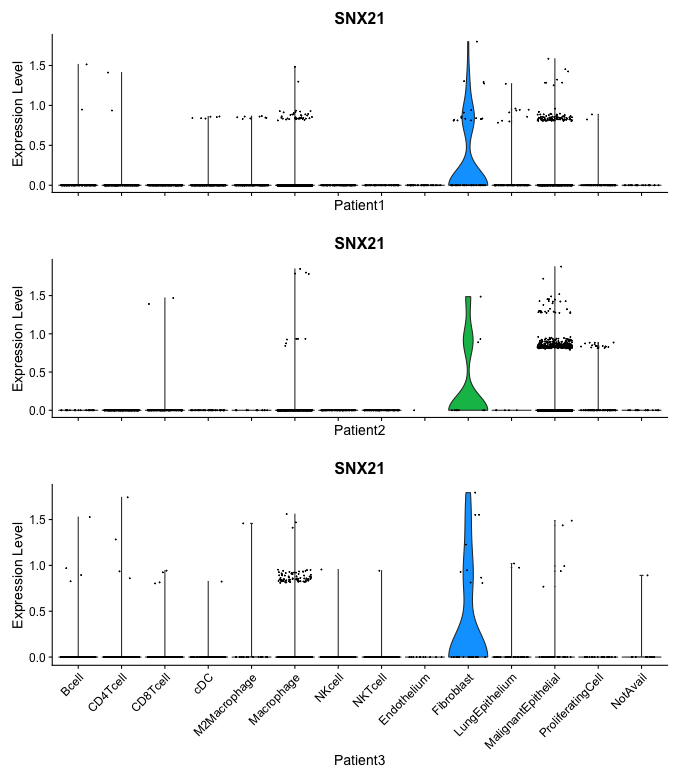 SNX21
Expression Level
1.5
1.0
0.5
0.0
Patient1
SNX21
Expression Level
1.5
1.0
0.5
0.0
Patient2
SNX21
Expression Level
1.5
1.0
0.5
0.0
Bcell
CD4Tcell
CD8Tcell
cDC
M2Macrophage
Macrophage
NKcell
NKTcell
Endothelium
Fibroblast
LungEpithelium
MalignantEpithelial
ProliferatingCell
NotAvail
Patient3